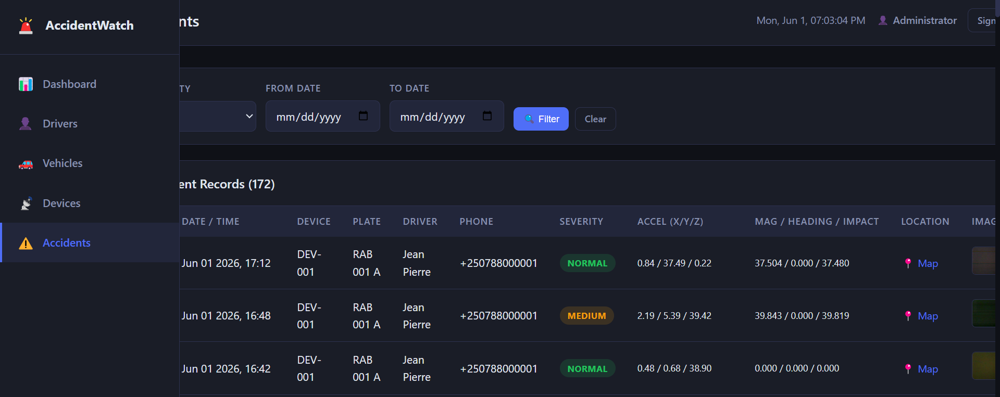 AccidentWatch
nts
Mon, Jun 1, 07:03:04 PM
Administrator
Sign
Dashboard
Drivers
Vehicles
Devices
Accidents
TY
FROM DATE
TO DATE
mm/dd/yyyy
mm/dd/yyyy
Filter
Clear
ent Records (172)
DATE / TIME DEVICE PLATE DRIVER PHONE SEVERITY ACCEL (X/Y/Z) MAG / HEADING / IMPACT LOCATION IMAG
Jun 01 2026, 17:12 DEV-001 RAB 001 A Jean Pierre +250788000001 NORMAL 0.84 / 37.49 / 0.22 37.504 / 0.000 / 37.480 Map
Jun 01 2026, 16:48 DEV-001 RAB 001 A Jean Pierre +250788000001 MEDIUM 2.19 / 5.39 / 39.42 39.843 / 0.000 / 39.819 Map
Jun 01 2026, 16:42 DEV-001 RAB 001 A Jean Pierre +250788000001 NORMAL 0.48 / 0.68 / 38.90 0.000 / 0.000 / 0.000 Map